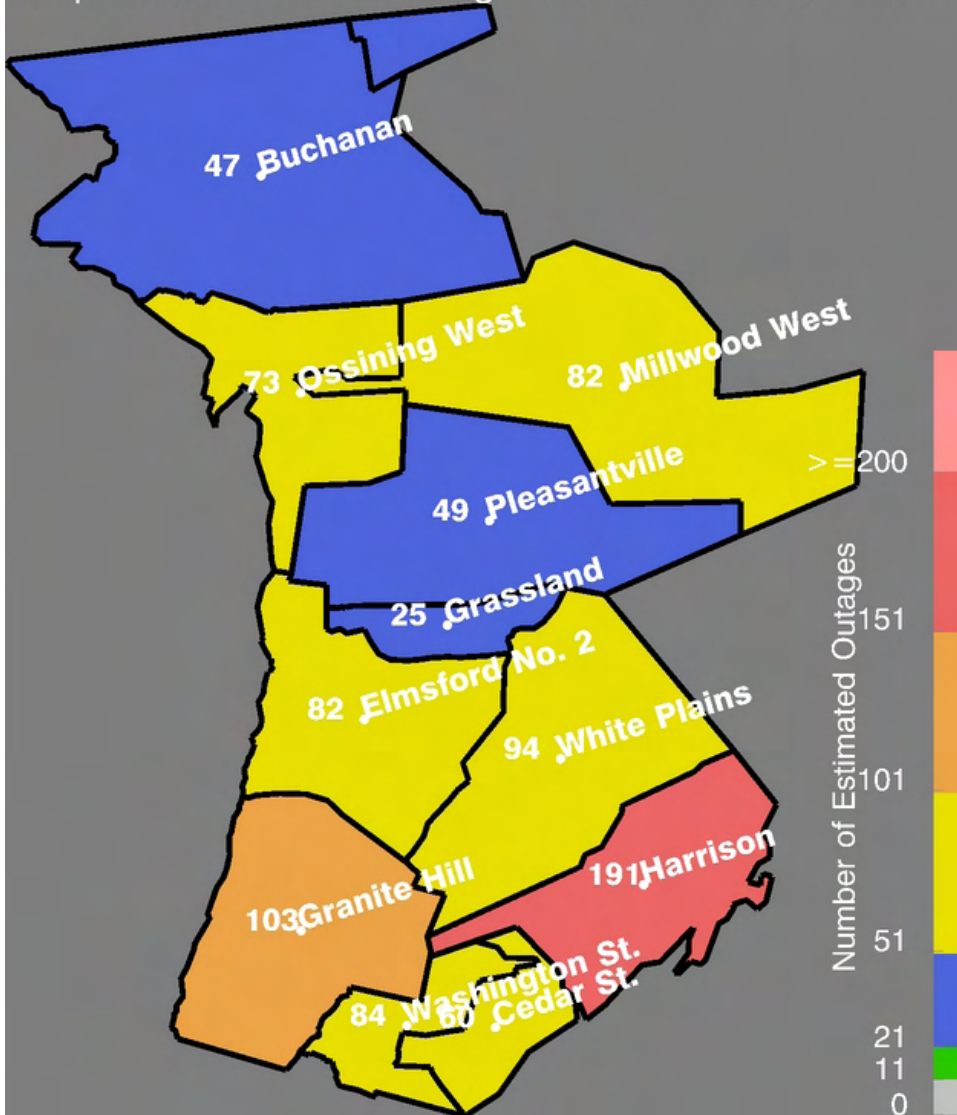 47 Buchanan
73 Ossining West
82 Millwood West
49 Pleasantville
25 Grassland
82 Elmsford No. 2
94 White Plains
191 Harrison
103 Granite Hill
84 Washington St.
60 Cedar St.
Number of Estimated Outages
>=200
151
101
51
21
11
0